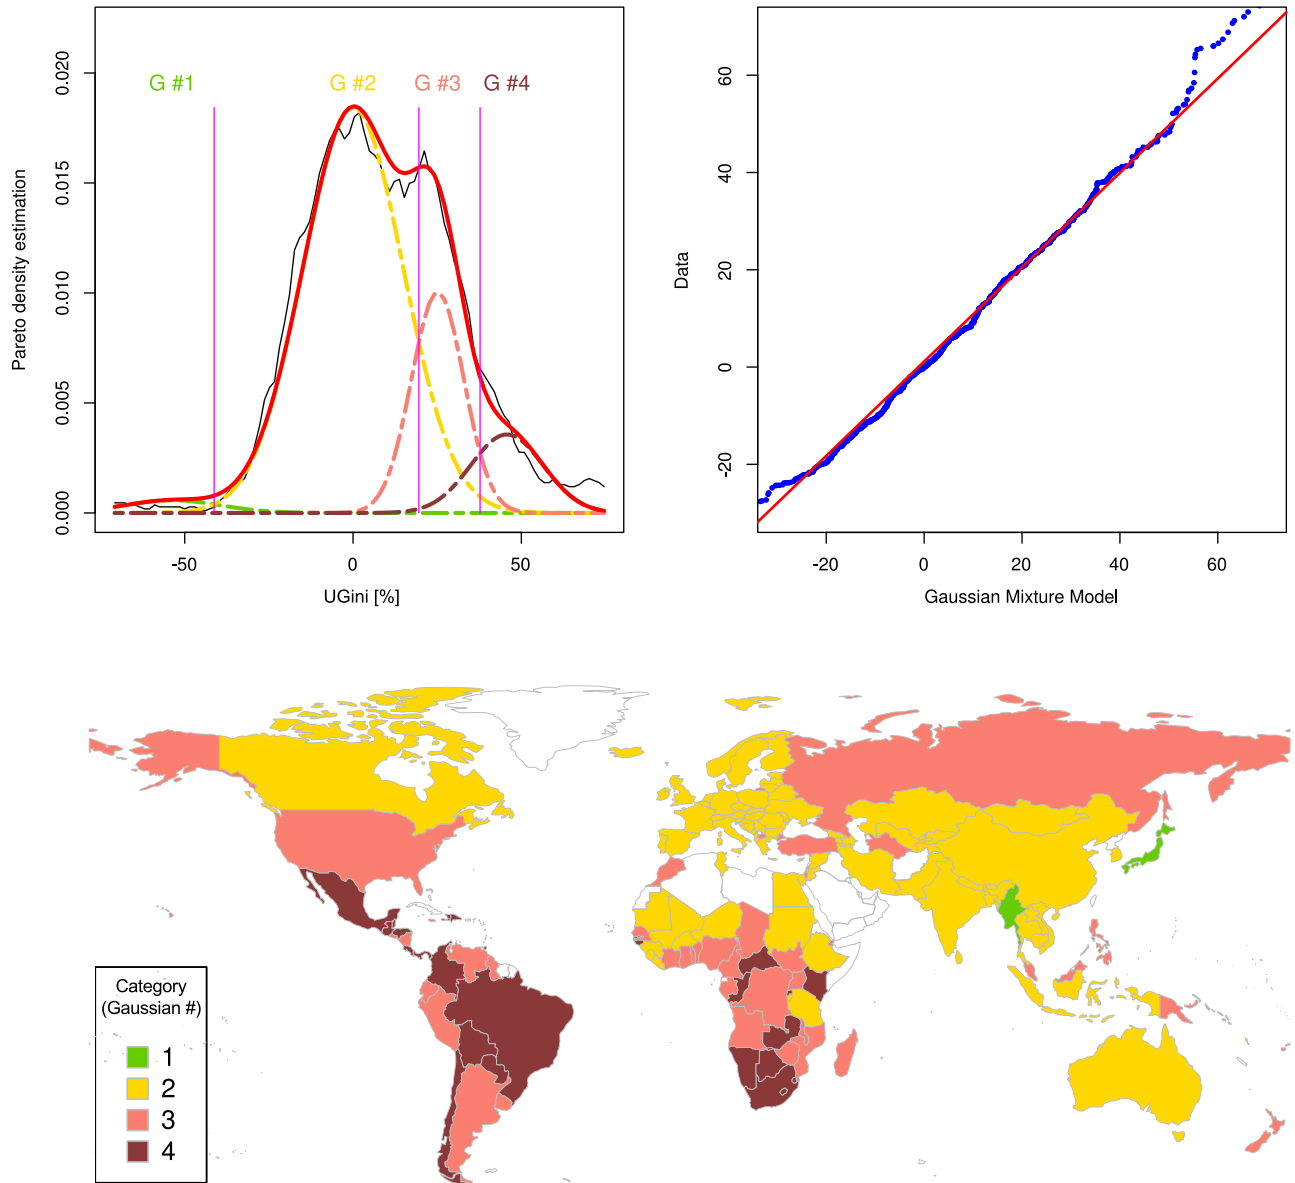 G #1 G #2 G #3 G #4
0.020
0.015
0.010
0.005
0.000
Pareto density estimation
-50 0 50
UGini [%]
60
40
20
0
-20
Data
-20 0 20 40 60
Gaussian Mixture Model
Category
(Gaussian #)
1
2
3
4